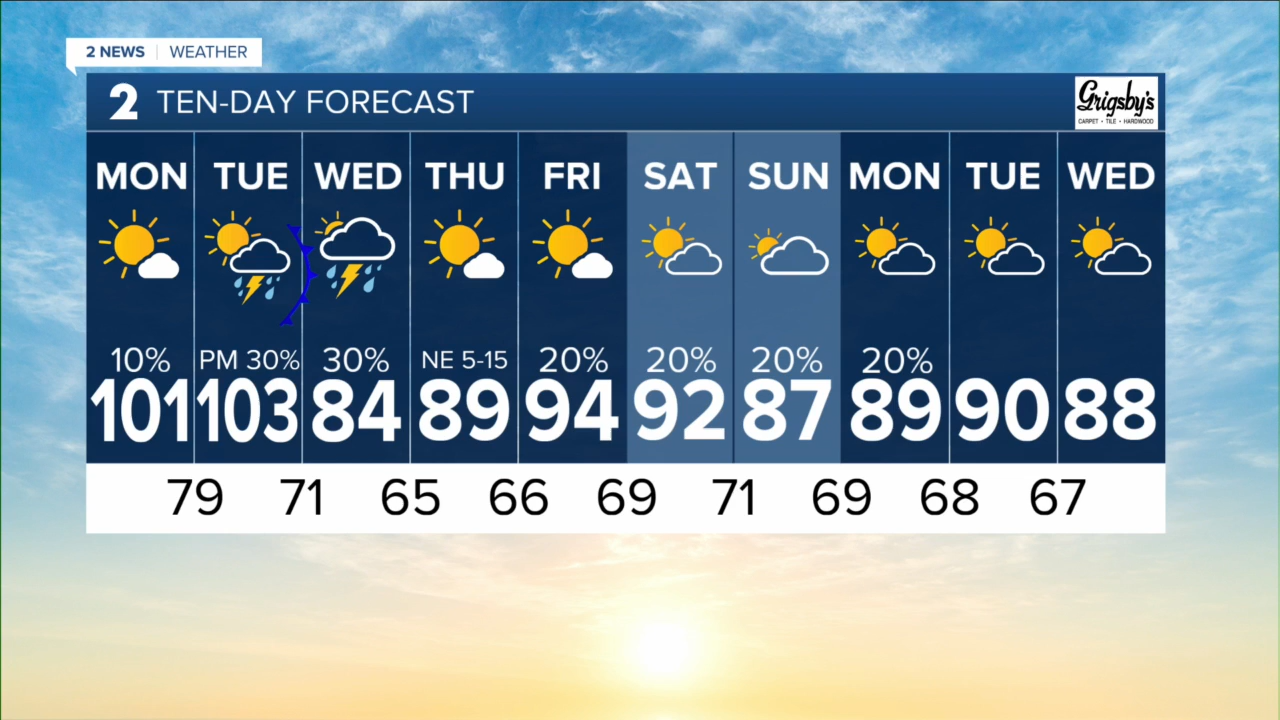 2 NEWS | WEATHER
2 TEN-DAY FORECAST
Grigsby's
CARPET • TILE • HARDWOOD
MON TUE WED THU FRI SAT SUN MON TUE WED
10% PM 30% 30% NE 5-15 20% 20% 20% 20%
101 103 84 89 94 92 87 89 90 88
79 71 65 66 69 71 69 68 67